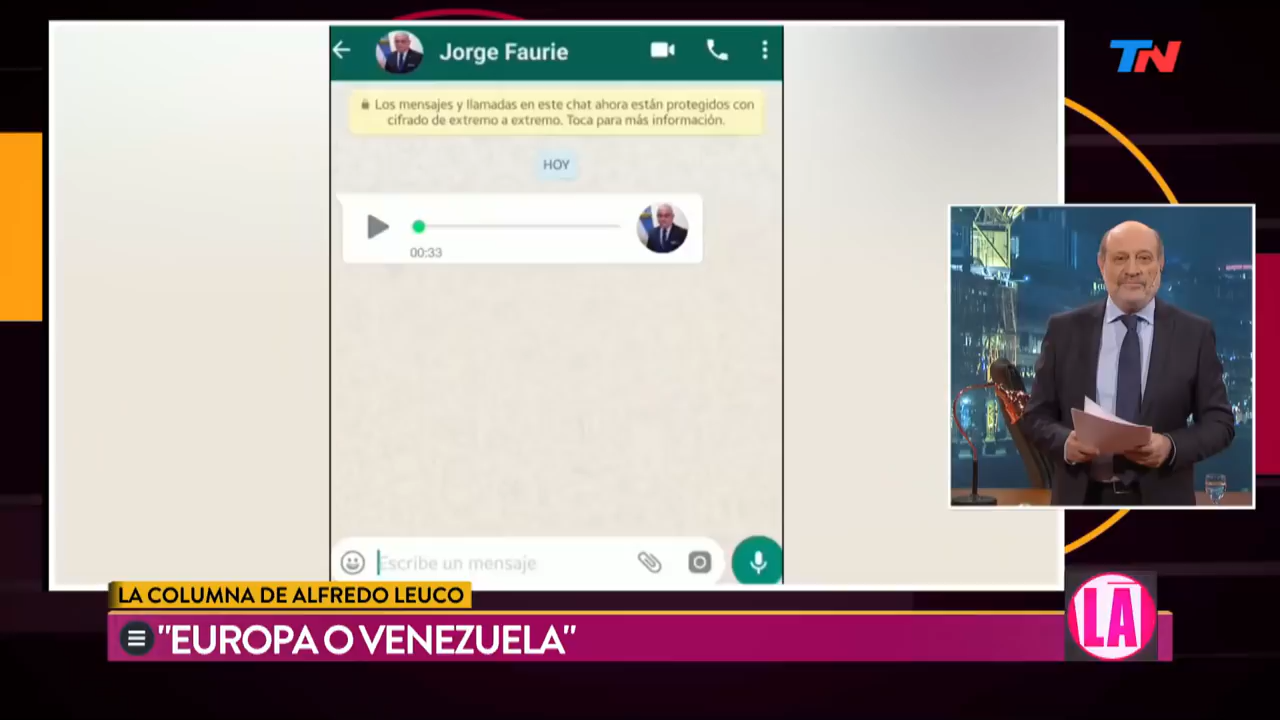 Jorge Faurie
TN
Los mensajes y llamadas en este chat ahora están protegidos con
cifrado de extremo a extremo. Toca para más información.
HOY
00:33
Escribe un mensaje
LA COLUMNA DE ALFREDO LEUCO
"EUROPA O VENEZUELA"
LA